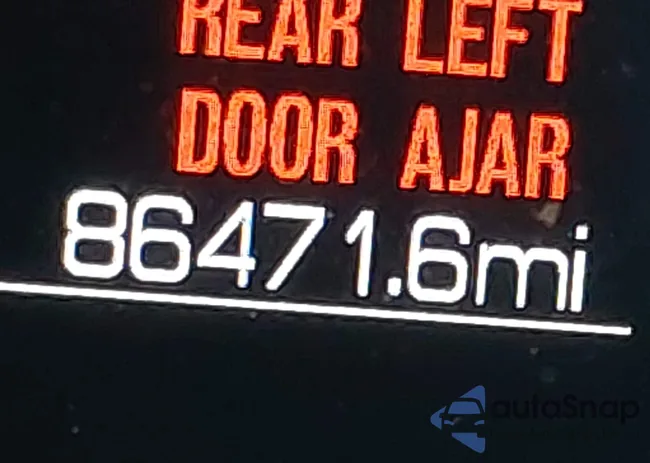 REAR LEFT
DOOR AJAR
86471.6mi
autoSnap